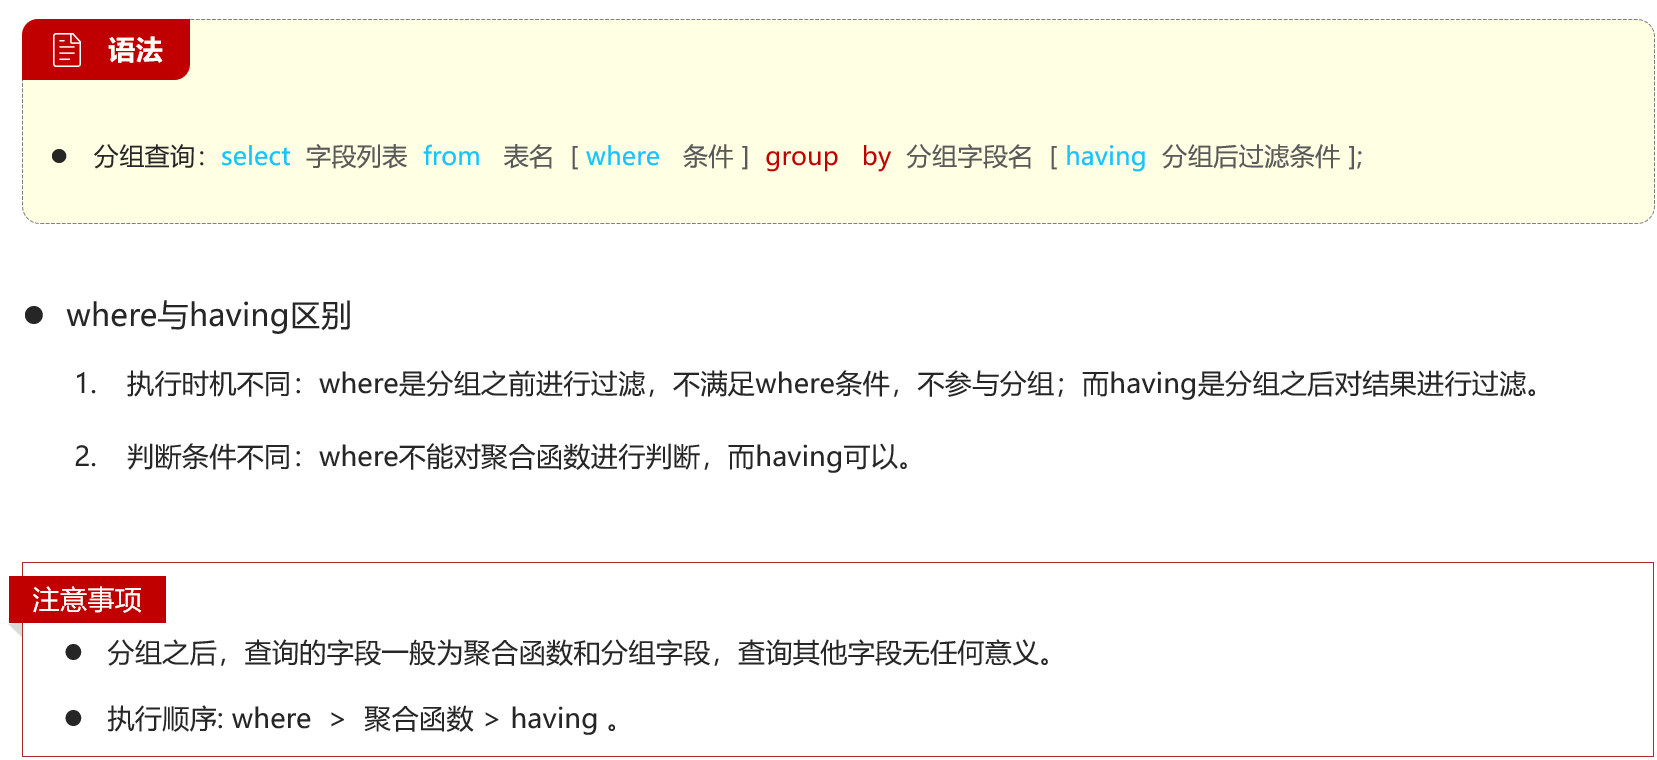 语法
● 分组查询：select 字段列表 from 表名 [ where 条件 ] group by 分组字段名 [ having 分组后过滤条件 ];
● where与having区别
1. 执行时机不同：where是分组之前进行过滤，不满足where条件，不参与分组；而having是分组之后对结果进行过滤。
2. 判断条件不同：where不能对聚合函数进行判断，而having可以。
注意事项
● 分组之后，查询的字段一般为聚合函数和分组字段，查询其他字段无任何意义。
● 执行顺序: where > 聚合函数 > having 。